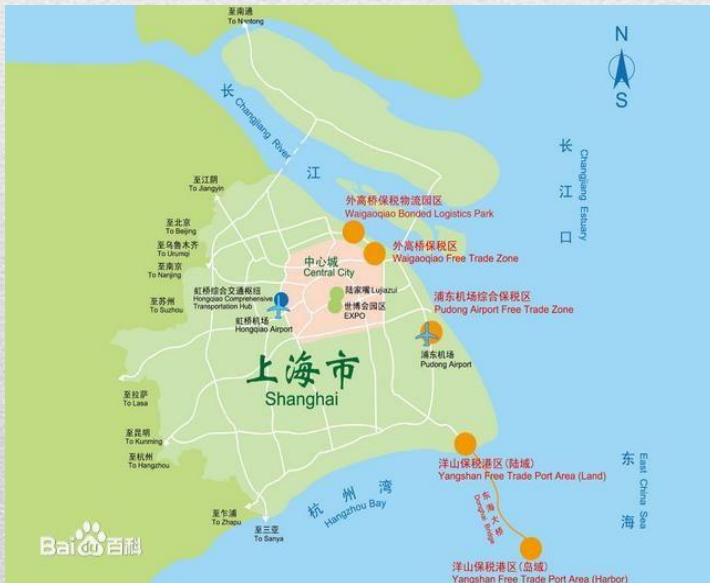 至南通
To Nantong
N
S
长江
Changjiang River
长江口
Changjiang Estuary
至江阴
To Jiangyin
外高桥保税物流园区
Waigaoqiao Bonded Logistics Park
至北京
To Beijing
至乌鲁木齐
To Urumqi
外高桥保税区
Waigaoqiao Free Trade Zone
至南京
To Nanjing
中心城
Central City
虹桥综合交通枢纽
Hongqiao Comprehensive
Transportation Hub
陆家嘴Lujiazui
至苏州
To Suzhou
世博会园区
EXPO
浦东机场综合保税区
Pudong Airport Free Trade Zone
虹桥机场
Hongqiao Airport
浦东机场
Pudong Airport
上海市
Shanghai
至拉萨
To Lasa
至昆明
To Kunming
至杭州
To Hangzhou
洋山保税港区(陆域)
Yangshan Free Trade Port Area (Land)
东海
East China Sea
杭州湾
Hangzhou Bay
东海大桥
Donghai Bridge
至乍浦
To Zhapu
至三亚
To Sanya
Bai du 百科
洋山保税港区(岛域)
Yangshan Free Trade Port Area (Harbor)